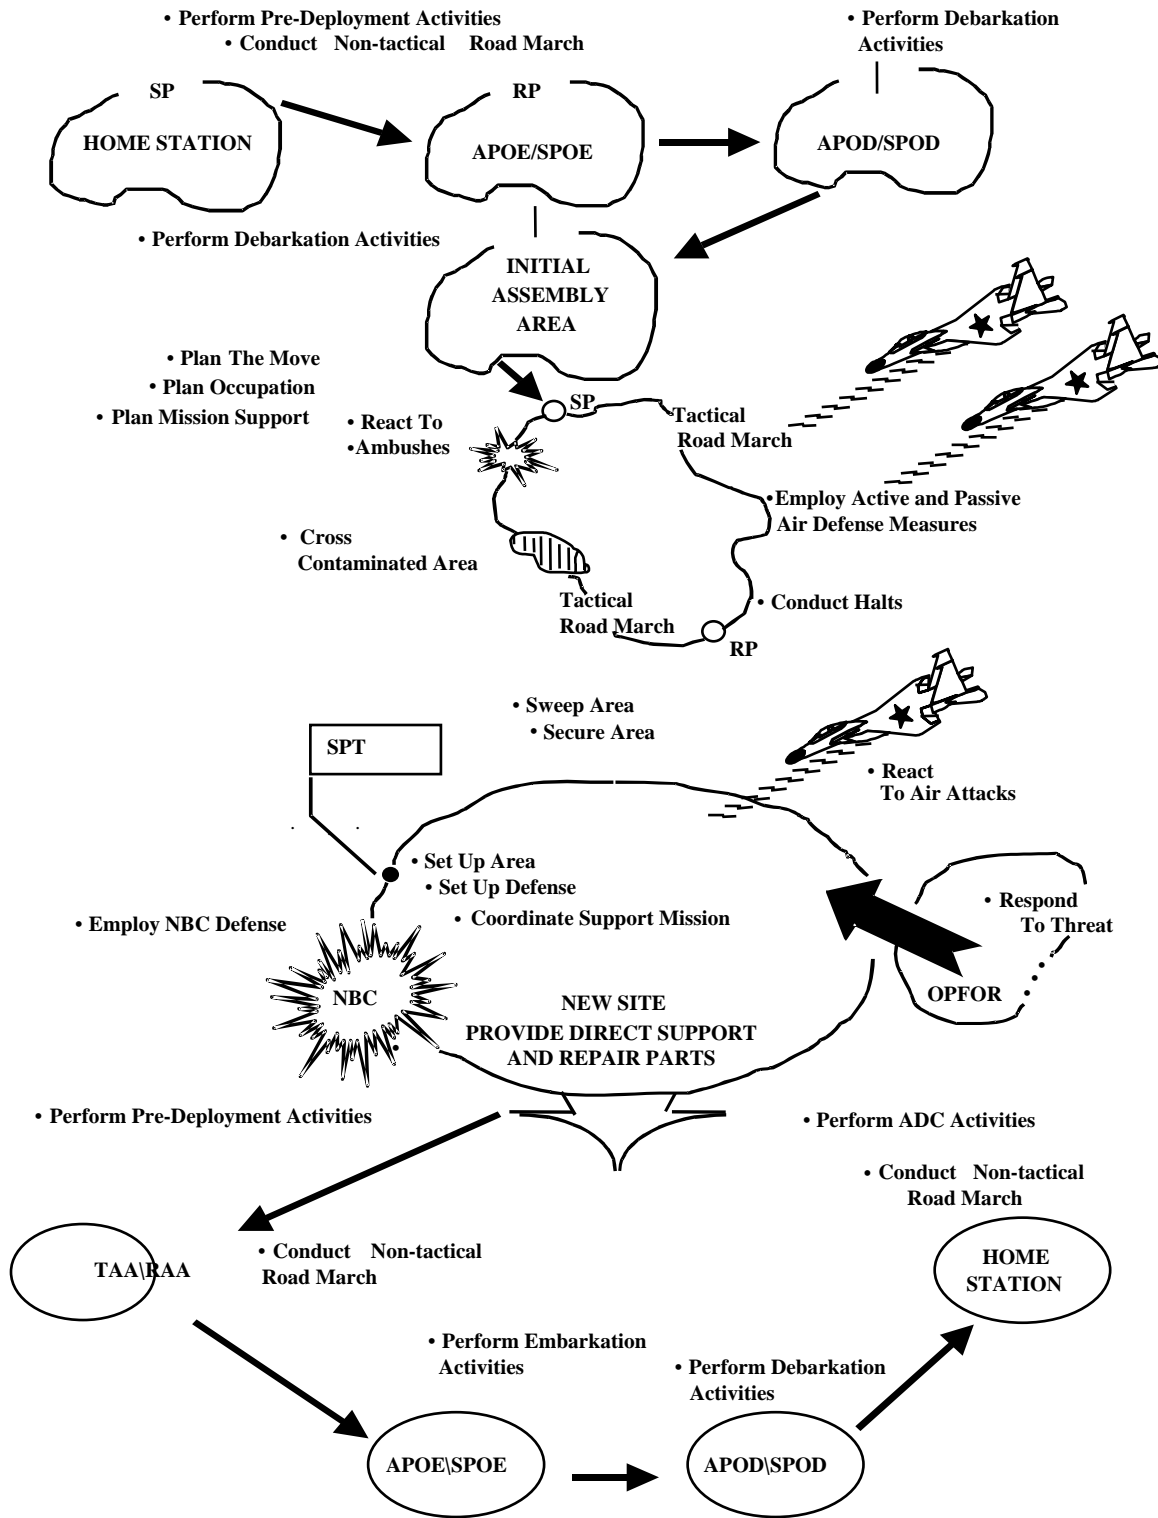 • Perform Pre-Deployment Activities
• Conduct Non-tactical Road March
• Perform Debarkation
Activities
SP
HOME STATION
RP
APOE/SPOE
APOD/SPOD
• Perform Debarkation Activities
INITIAL
ASSEMBLY
AREA
• Plan The Move
• Plan Occupation
• Plan Mission Support
• React To
•Ambushes
SP
Tactical
Road March
•Employ Active and Passive
Air Defense Measures
• Cross
Contaminated Area
Tactical
Road March
• Conduct Halts
RP
• Sweep Area
• Secure Area
SPT
• React
To Air Attacks
• Set Up Area
• Set Up Defense
• Coordinate Support Mission
• Employ NBC Defense
• Respond
To Threat
NBC
OPFOR
NEW SITE
PROVIDE DIRECT SUPPORT
AND REPAIR PARTS
• Perform Pre-Deployment Activities
• Perform ADC Activities
• Conduct Non-tactical
Road March
TAA\RAA
• Conduct Non-tactical
Road March
HOME
STATION
• Perform Embarkation
Activities
• Perform Debarkation
Activities
APOE\SPOE
APOD\SPOD